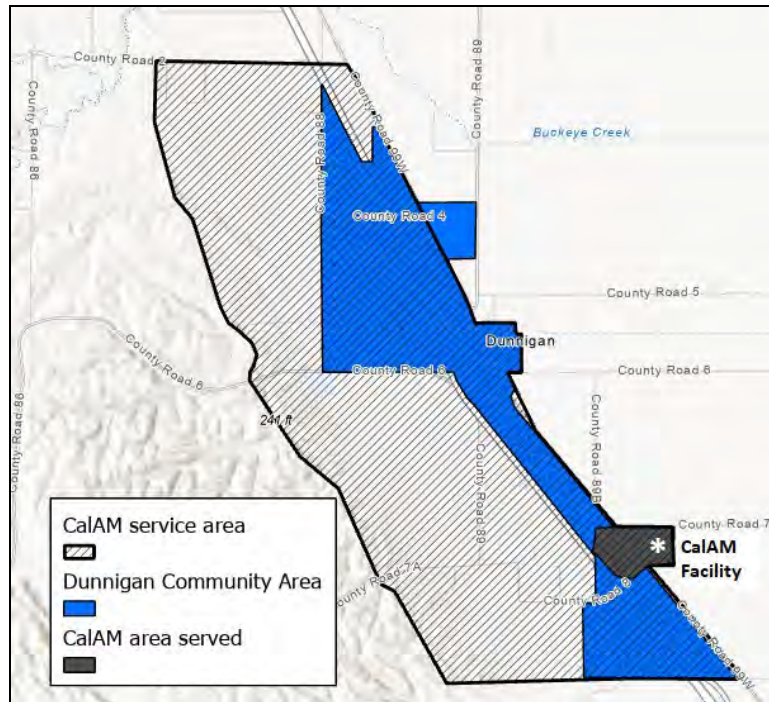 County Road 2
County Road 86
County Road 88
County Road 99W
County Road 88
Buckeye Creek
County Road 4
County Road 5
Dunnigan
County Road 6
County Road 6
County Road 6
County Road 86
241 ft
County Road 89
County Road 89B
County Road 7
CalAM
Facility
County Road 7A
County Road 8
County Road 99W
CalAM service area
Dunnigan Community Area
CalAM area served